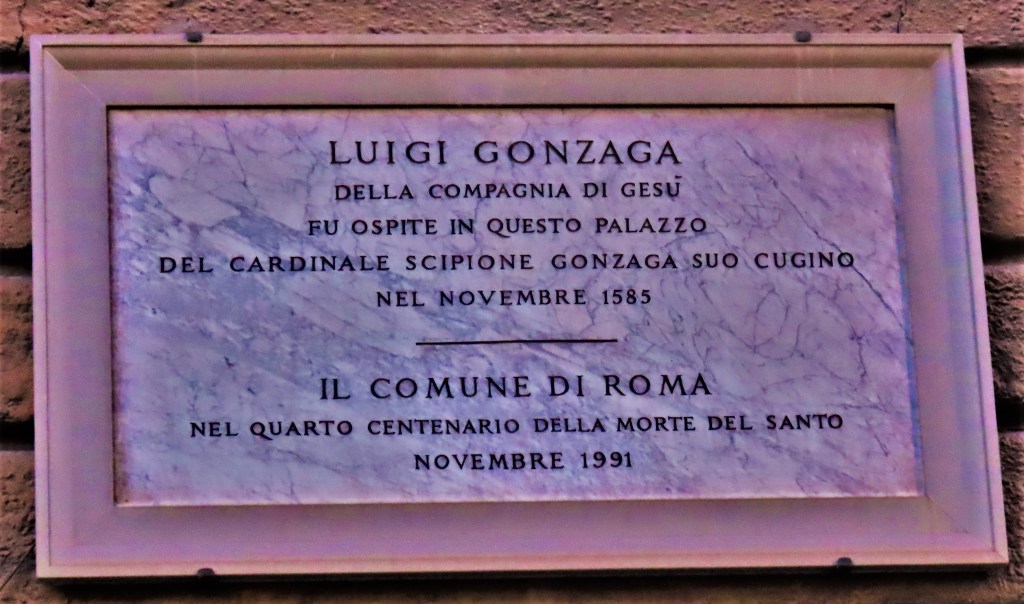 LUIGI GONZAGA
DELLA COMPAGNIA DI GESÙ
FU OSPITE IN QUESTO PALAZZO
DEL CARDINALE SCIPIONE GONZAGA SUO CUGINO
NEL NOVEMBRE 1585
IL COMUNE DI ROMA
NEL QUARTO CENTENARIO DELLA MORTE DEL SANTO
NOVEMBRE 1991